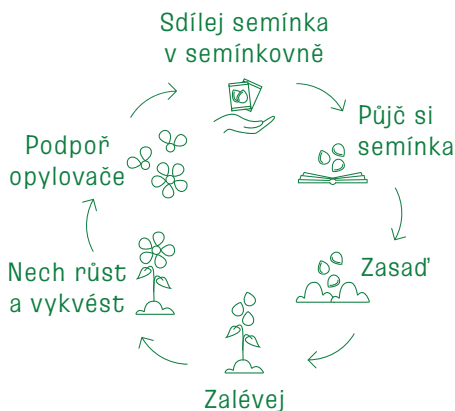 Sdílej semínka
v semínkovně
Půjč si
semínka
Zasaď
Zalévej
Nech růst
a vykvést
Podpoř
opylovače